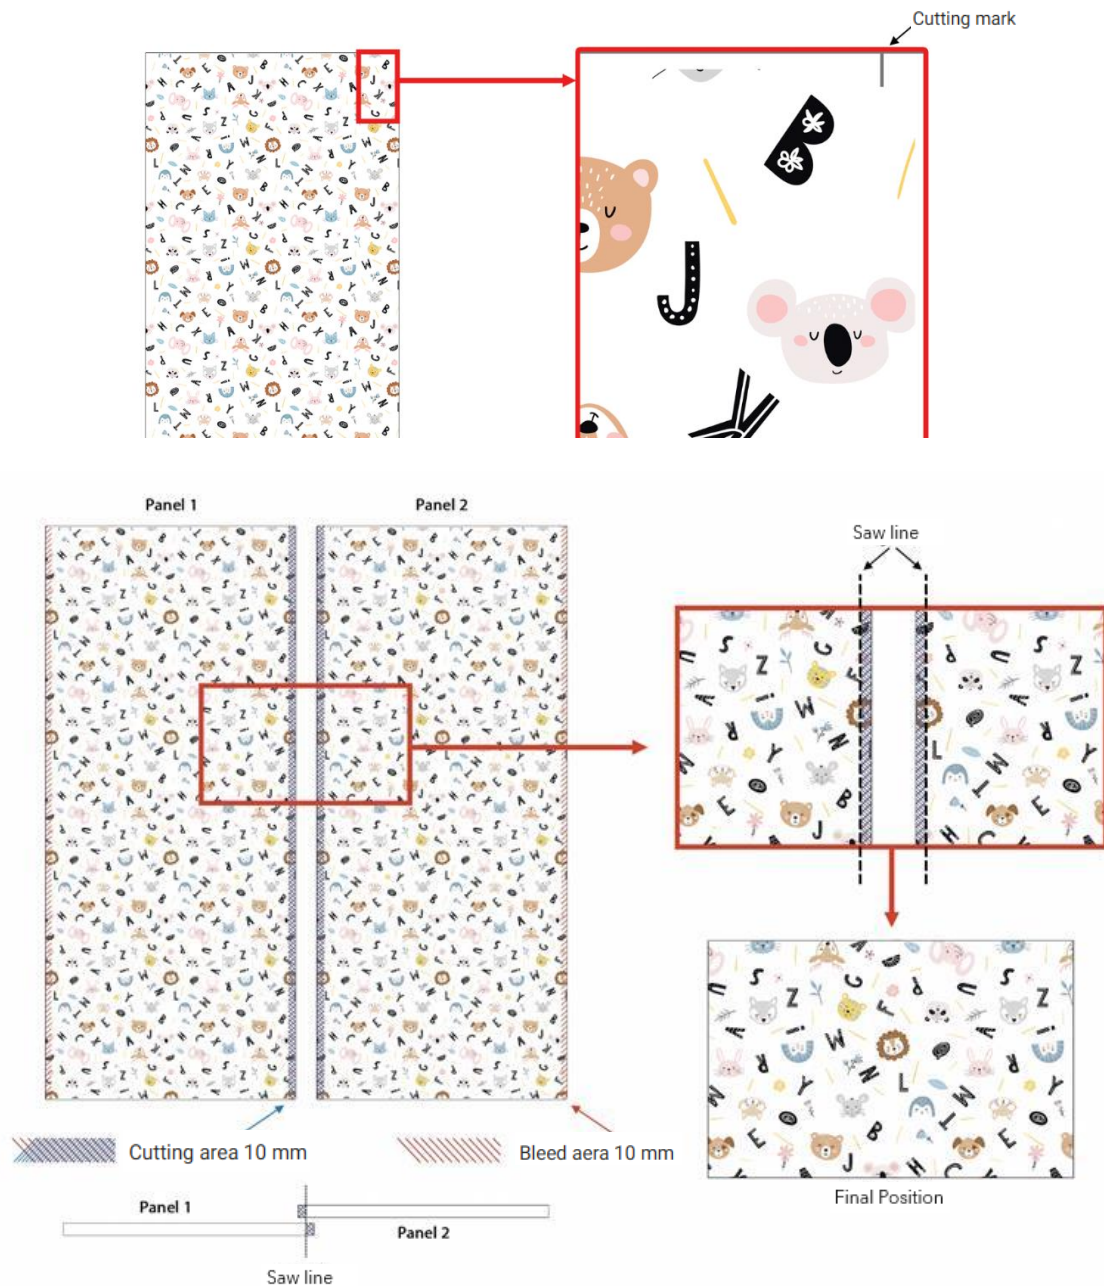 Cutting mark
Panel 1
Panel 2
Saw line
Cutting area 10 mm
Bleed aera 10 mm
Final Position
Panel 1
Panel 2
Saw line